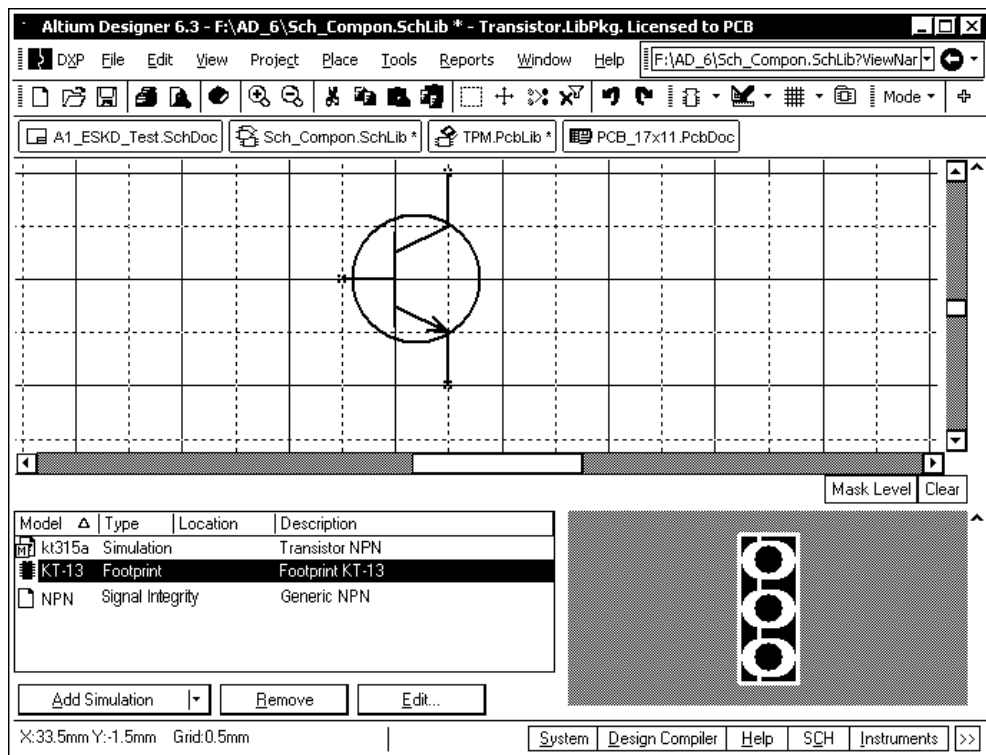 Altium Designer 6.3 - F:\AD_6\Sch_Compon.SchLib * - Transistor.LibPkg. Licensed to PCB
DXP File Edit View Project Place Tools Reports Window Help F:\AD_6\Sch_Compon.SchLib?ViewNar
Mode
A1_ESKD_Test.SchDoc Sch_Compon.SchLib * TPM.PcbLib * PCB_17x11.PcbDoc
Mask Level Clear
Model Type Location Description
kt315a Simulation Transistor NPN
KT-13 Footprint Footprint KT-13
NPN Signal Integrity Generic NPN
Add Simulation Remove Edit...
X:33.5mm Y:-1.5mm Grid:0.5mm System Design Compiler Help SCH Instruments >>